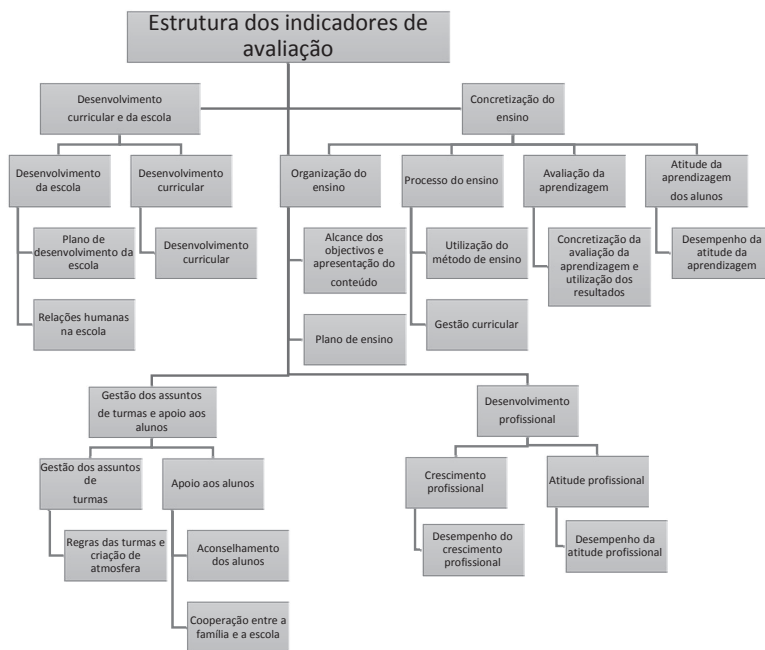 Estrutura dos indicadores de
avaliação
Desenvolvimento
curricular e da escola
Concretização do
ensino
Desenvolvimento
da escola
Desenvolvimento
curricular
Organização do
ensino
Processo do ensino
Avaliação da
aprendizagem
Atitude da
aprendizagem
dos alunos
Plano de
desenvolvimento da
escola
Desenvolvimento
curricular
Alcance dos
objectivos e
apresentação do
conteúdo
Utilização do
método de ensino
Concretização da
avaliação da
aprendizagem e
utilização dos
resultados
Desempenho da
atitude da
aprendizagem
Relações humanas
na escola
Plano de ensino
Gestão curricular
Gestão dos assuntos
de turmas e apoio aos
alunos
Desenvolvimento
profissional
Gestão dos assuntos
de
turmas
Apoio aos alunos
Crescimento
profissional
Atitude profissional
Regras das turmas e
criação de
atmosfera
Aconselhamento
dos alunos
Desempenho do
crescimento
profissional
Desempenho da
atitude profissional
Cooperação entre a
família e a escola